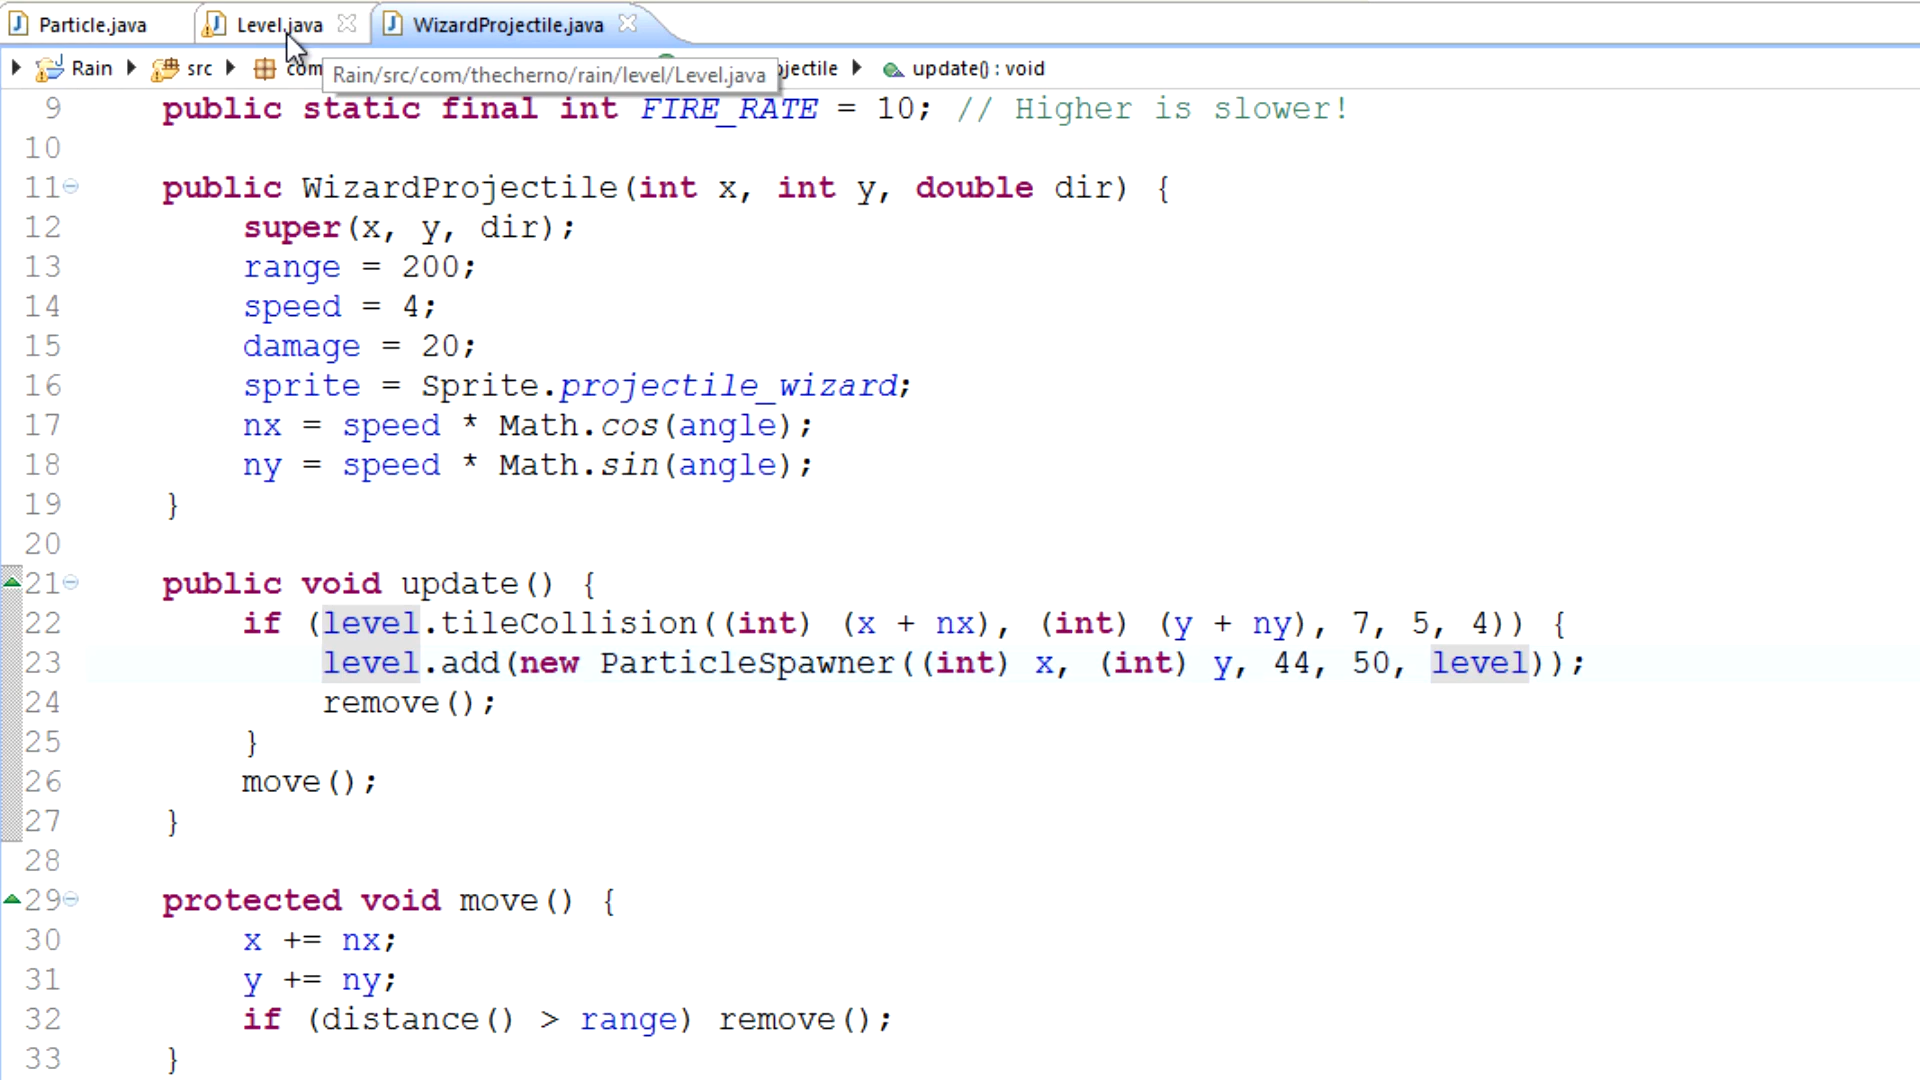 Particle.java Level.java WizardProjectile.java
Rain src com jectile update() : void
Rain/src/com/thecherno/rain/level/Level.java
9 public static final int FIRE_RATE = 10; // Higher is slower!
10
11 public WizardProjectile(int x, int y, double dir) {
12 super(x, y, dir);
13 range = 200;
14 speed = 4;
15 damage = 20;
16 sprite = Sprite.projectile_wizard;
17 nx = speed * Math.cos(angle);
18 ny = speed * Math.sin(angle);
19 }
20
21 public void update() {
22 if (level.tileCollision((int) (x + nx), (int) (y + ny), 7, 5, 4)) {
23 level.add(new ParticleSpawner((int) x, (int) y, 44, 50, level));
24 remove();
25 }
26 move();
27 }
28
29 protected void move() {
30 x += nx;
31 y += ny;
32 if (distance() > range) remove();
33 }